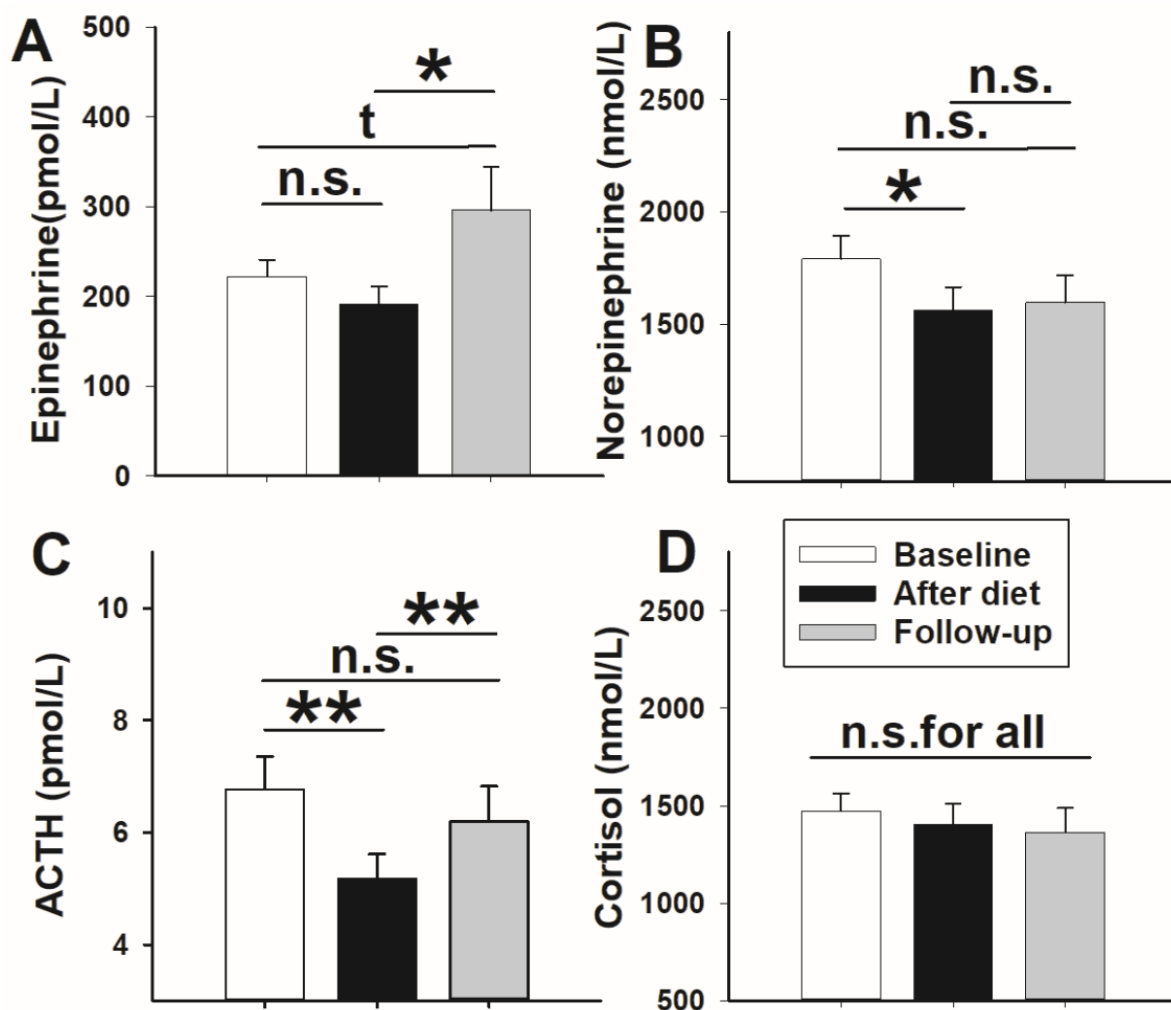 A
Epinephrine(pmol/L)
500
400
300
200
100
0
*
t
n.s.
B
Norepinephrine (nmol/L)
2500
2000
1500
1000
n.s.
n.s.
*
C
ACTH (pmol/L)
10
8
6
4
**
n.s.
**
D
Cortisol (nmol/L)
2500
2000
1500
1000
500
Baseline
After diet
Follow-up
n.s.for all